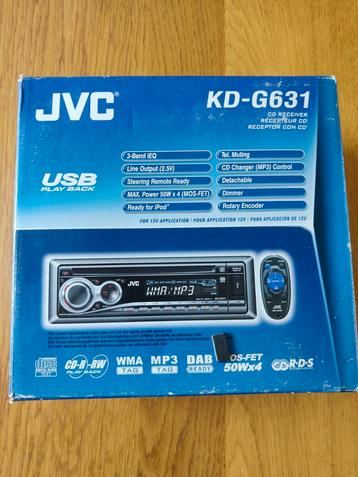 JVC
KD-G631
CD RECEIVER
RÉCEPTEUR CD
RECEPTOR CON CD
USB
PLAY BACK
3-Band iEQ
Line Output (2.5V)
Steering Remote Ready
MAX. Power 50W x 4 (MOS-FET)
Ready for iPod
Tel. Muting
CD Changer (MP3) Control
Detachable
Dimmer
Rotary Encoder
FOR 12V APPLICATION / POUR APPLICATION 12V / PARA APLICACIÓN DE 12V
JVC
WMA/MP3
CD-R/-RW
PLAY BACK
WMA
TAG
MP3
TAG
DAB
READY
MOS-FET
50Wx4
R·D·S